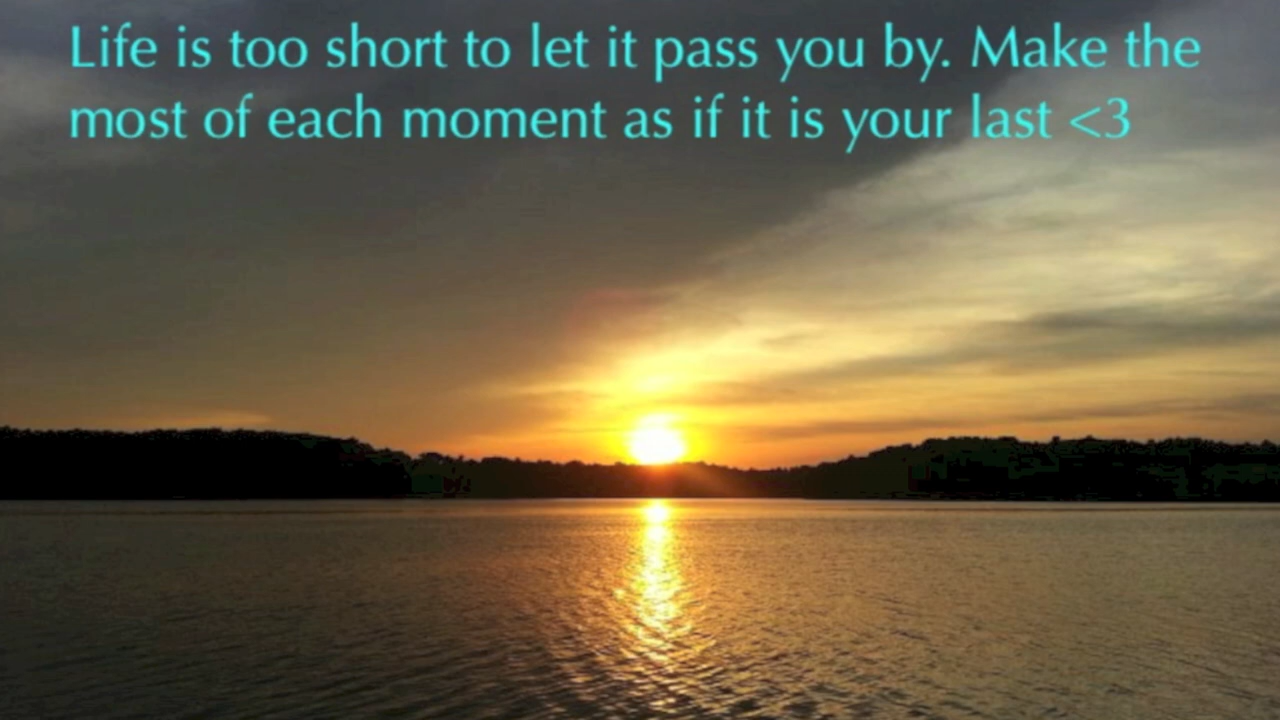 Life is too short to let it pass you by. Make the
most of each moment as if it is your last <3